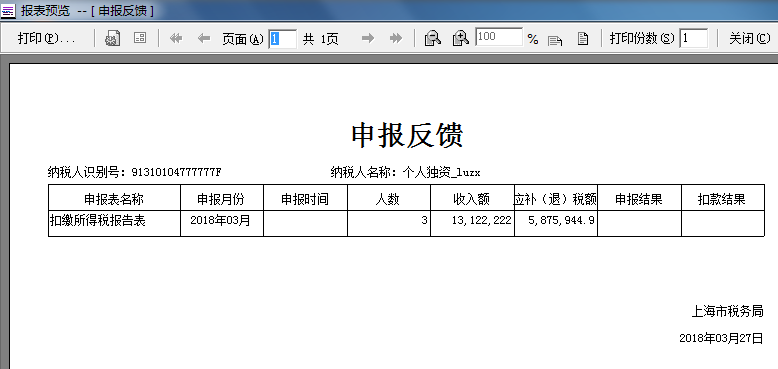 报表预览 -- [ 申报反馈 ]
打印(P)... 页面(A) 1 共 1页 100 % 打印份数(S) 1 关闭(C)
申报反馈
纳税人识别号：91310104777777F 纳税人名称：个人独资_luzx
申报表名称 申报月份 申报时间 人数 收入额 应补（退）税额 申报结果 扣款结果
扣缴所得税报告表 2018年03月 3 13,122,222 5,875,944.9
上海市税务局
2018年03月27日